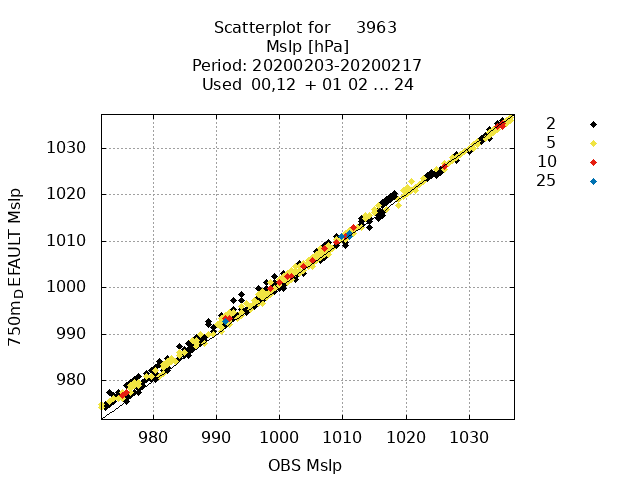 Scatterplot for 3963
Mslp [hPa]
Period: 20200203-20200217
Used 00,12 + 01 02 ... 24
2
5
10
25
1030
1020
1010
1000
990
980
750m_DEFAULT Mslp
980 990 1000 1010 1020 1030
OBS Mslp